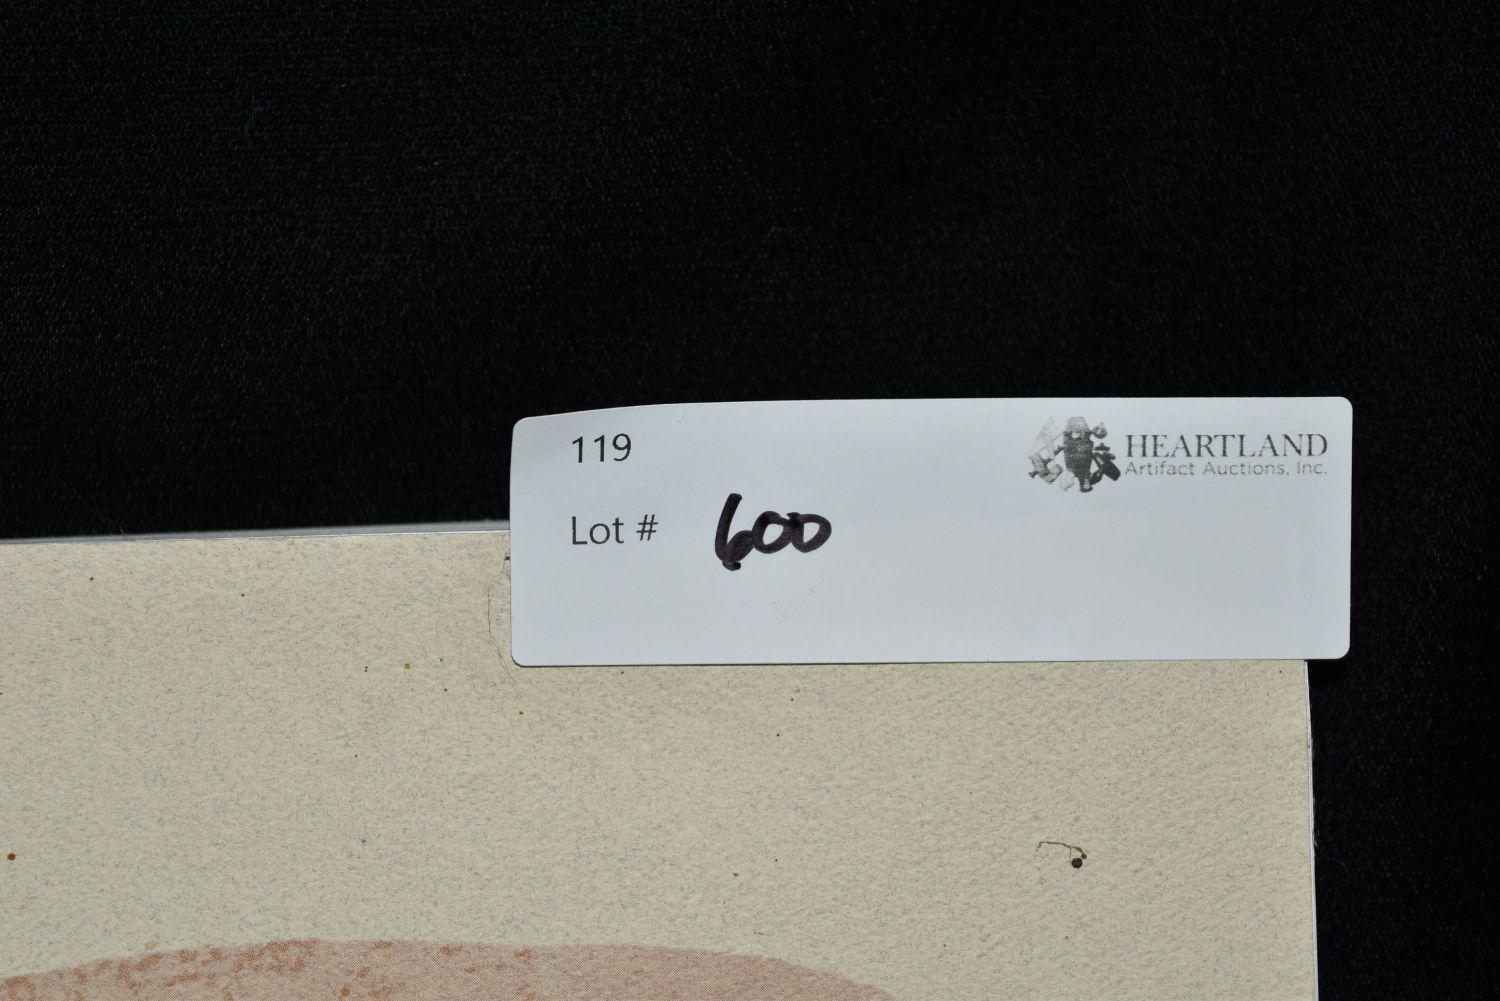 119
HEARTLAND
Artifact Auctions, Inc.
Lot # 600